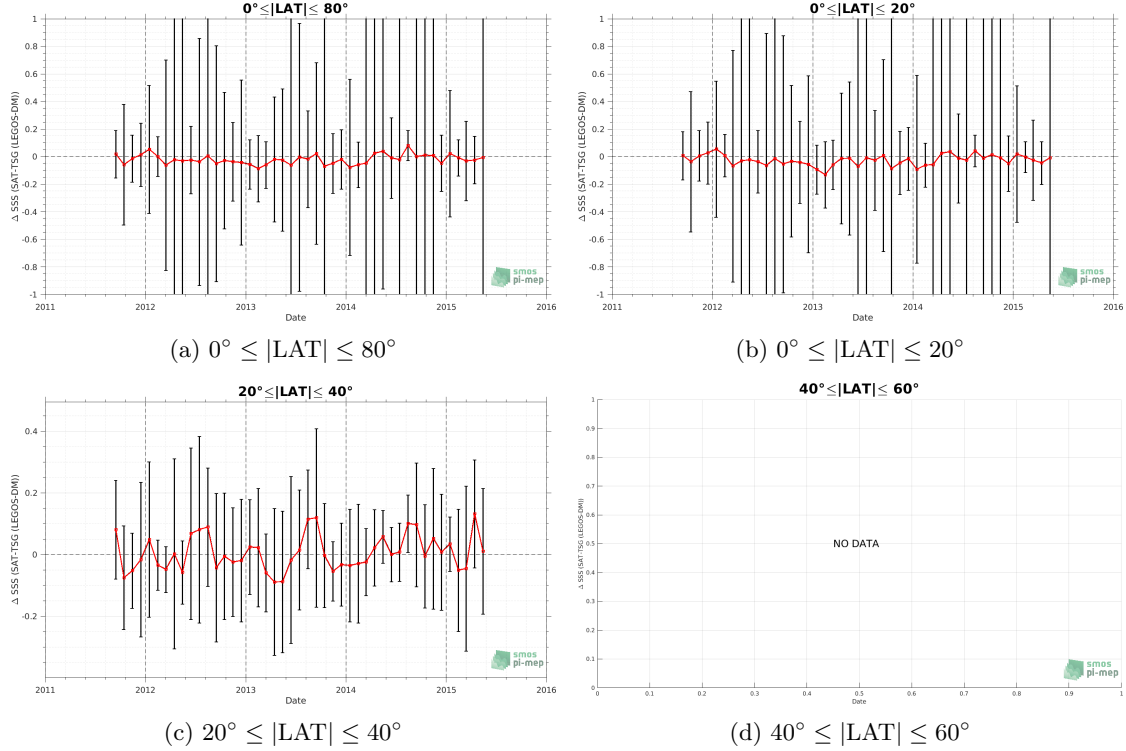 0°≤|LAT|≤ 80°
1
0.8
0.6
0.4
0.2
0
-0.2
-0.4
-0.6
-0.8
-1
Δ SSS (SAT-TSG (LEGOS-DM))
2011 2012 2013 2014 2015 2016
Date
smos
pi-mep
(a) 0° ≤ |LAT| ≤ 80°
0°≤|LAT|≤ 20°
1
0.8
0.6
0.4
0.2
0
-0.2
-0.4
-0.6
-0.8
-1
Δ SSS (SAT-TSG (LEGOS-DM))
2011 2012 2013 2014 2015 2016
Date
smos
pi-mep
(b) 0° ≤ |LAT| ≤ 20°
20°≤|LAT|≤ 40°
0.4
0.2
0
-0.2
Δ SSS (SAT-TSG (LEGOS-DM))
2011 2012 2013 2014 2015 2016
Date
smos
pi-mep
(c) 20° ≤ |LAT| ≤ 40°
40°≤|LAT|≤ 60°
1
0.9
0.8
0.7
0.6
0.5
0.4
0.3
0.2
0.1
0
Δ SSS (SAT-TSG (LEGOS-DM))
NO DATA
0 0.1 0.2 0.3 0.4 0.5 0.6 0.7 0.8 0.9 1
Date
smos
pi-mep
(d) 40° ≤ |LAT| ≤ 60°